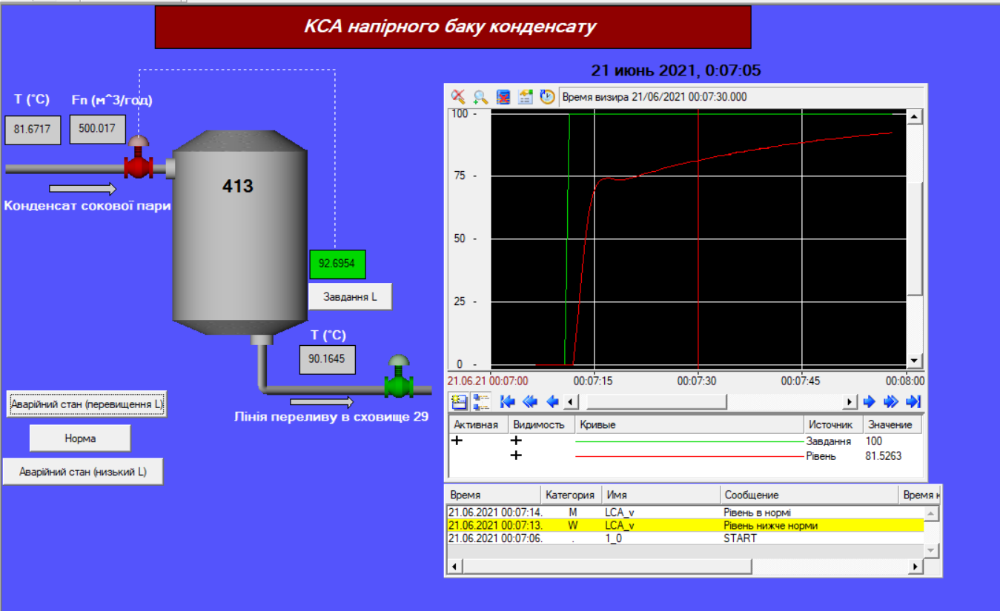 КСА напірного баку конденсату
21 июнь 2021, 0:07:05
T (°C) Fn (м^3/год)
81.6717 500.017
413
Конденсат сокової пари
92.6954
Завдання L
T (°C)
90.1645
Лінія переливу в сховище 29
Аварійний стан (перевищення L)
Норма
Аварійний стан (низький L)
Время визира 21/06/2021 00:07:30.000
100 -
75 -
50 -
25 -
0 -
21.06.21 00:07:00 00:07:15 00:07:30 00:07:45 00:08:00
Активная Видимость Кривые Источник Значение
+ + Завдання 100
+ Рівень 81.5263
Время Категория Имя Сообщение Время к
21.06.2021 00:07:14. M LCA_v Рівень в нормі
21.06.2021 00:07:13. W LCA_v Рівень нижче норми
21.06.2021 00:07:06. . 1_0 START